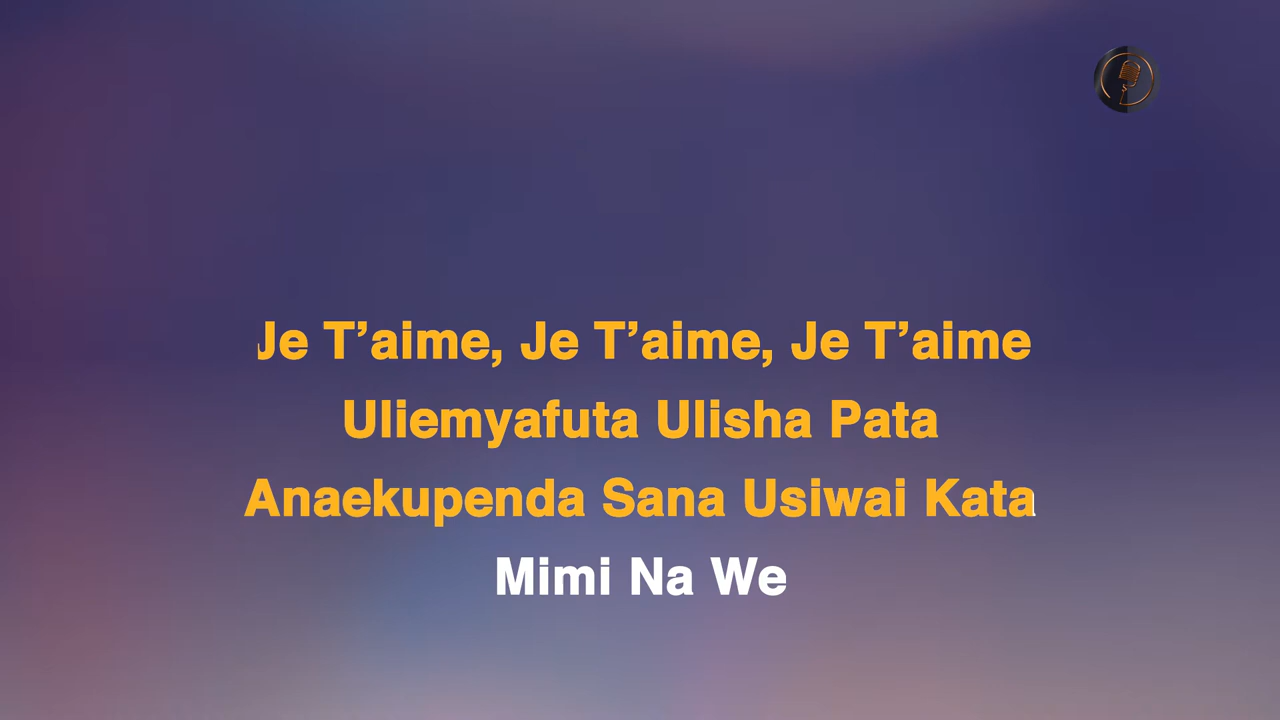 Je T’aime, Je T’aime, Je T’aime
Uliemyafuta Ulisha Pata
Anaekupenda Sana Usiwai Kata
Mimi Na We